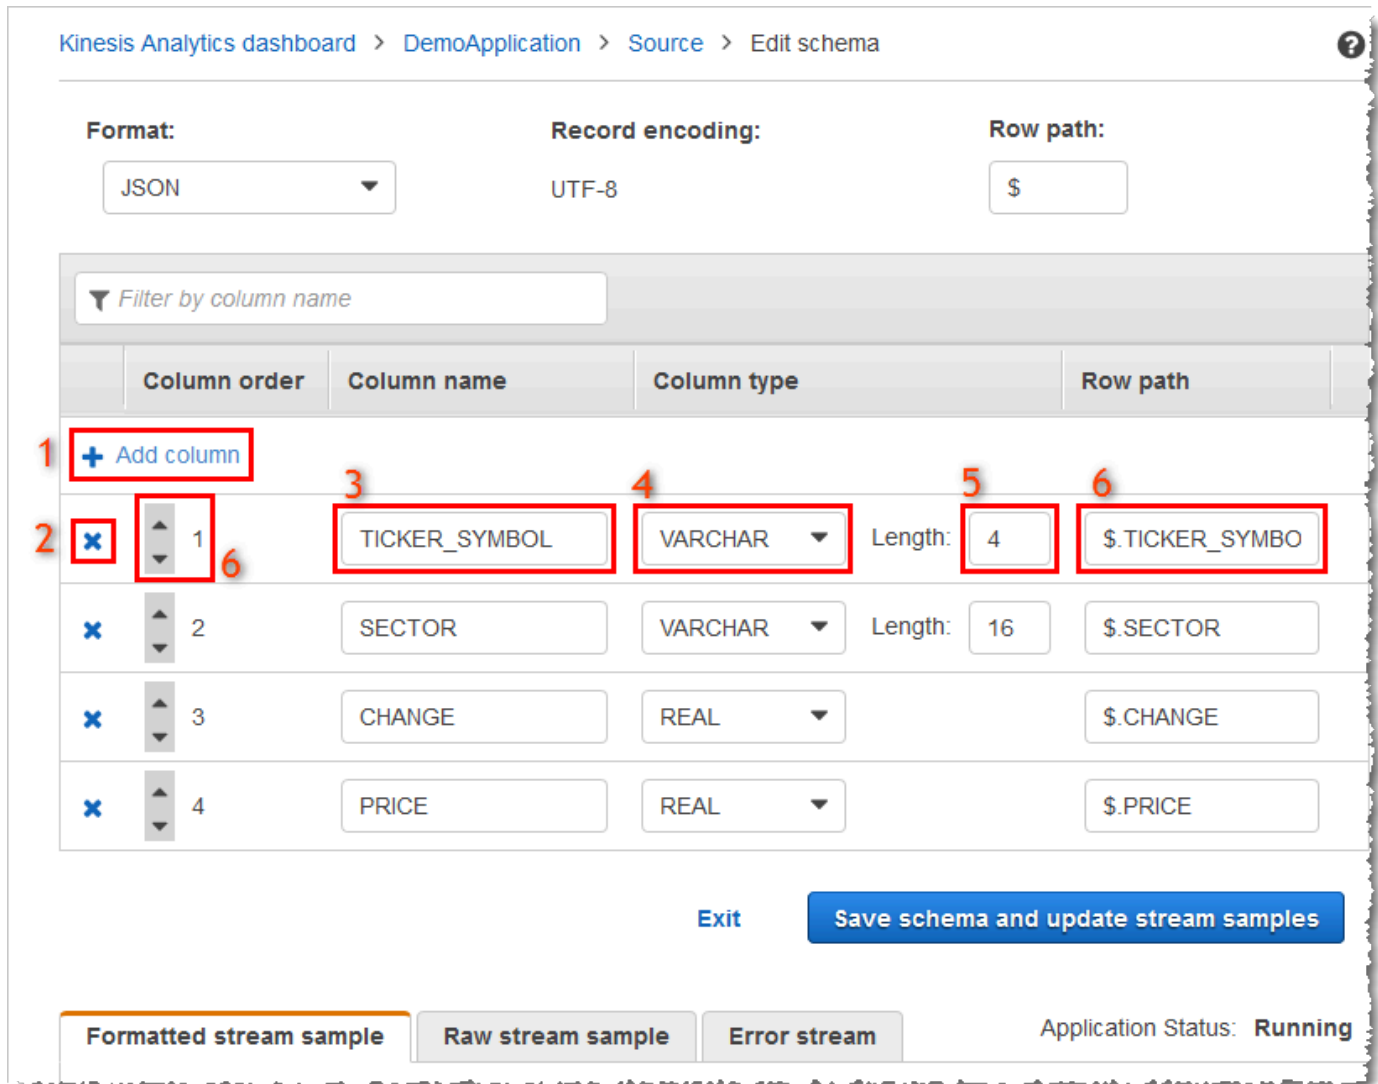 Kinesis Analytics dashboard > DemoApplication > Source > Edit schema ?
Format: Record encoding: Row path:
JSON UTF-8 $
Filter by column name
Column order Column name Column type Row path
1 + Add column
3 4 5 6
2 1 TICKER_SYMBOL VARCHAR Length: 4 $.TICKER_SYMBO
6
2 SECTOR VARCHAR Length: 16 $.SECTOR
3 CHANGE REAL $.CHANGE
4 PRICE REAL $.PRICE
Exit Save schema and update stream samples
Formatted stream sample Raw stream sample Error stream Application Status: Running